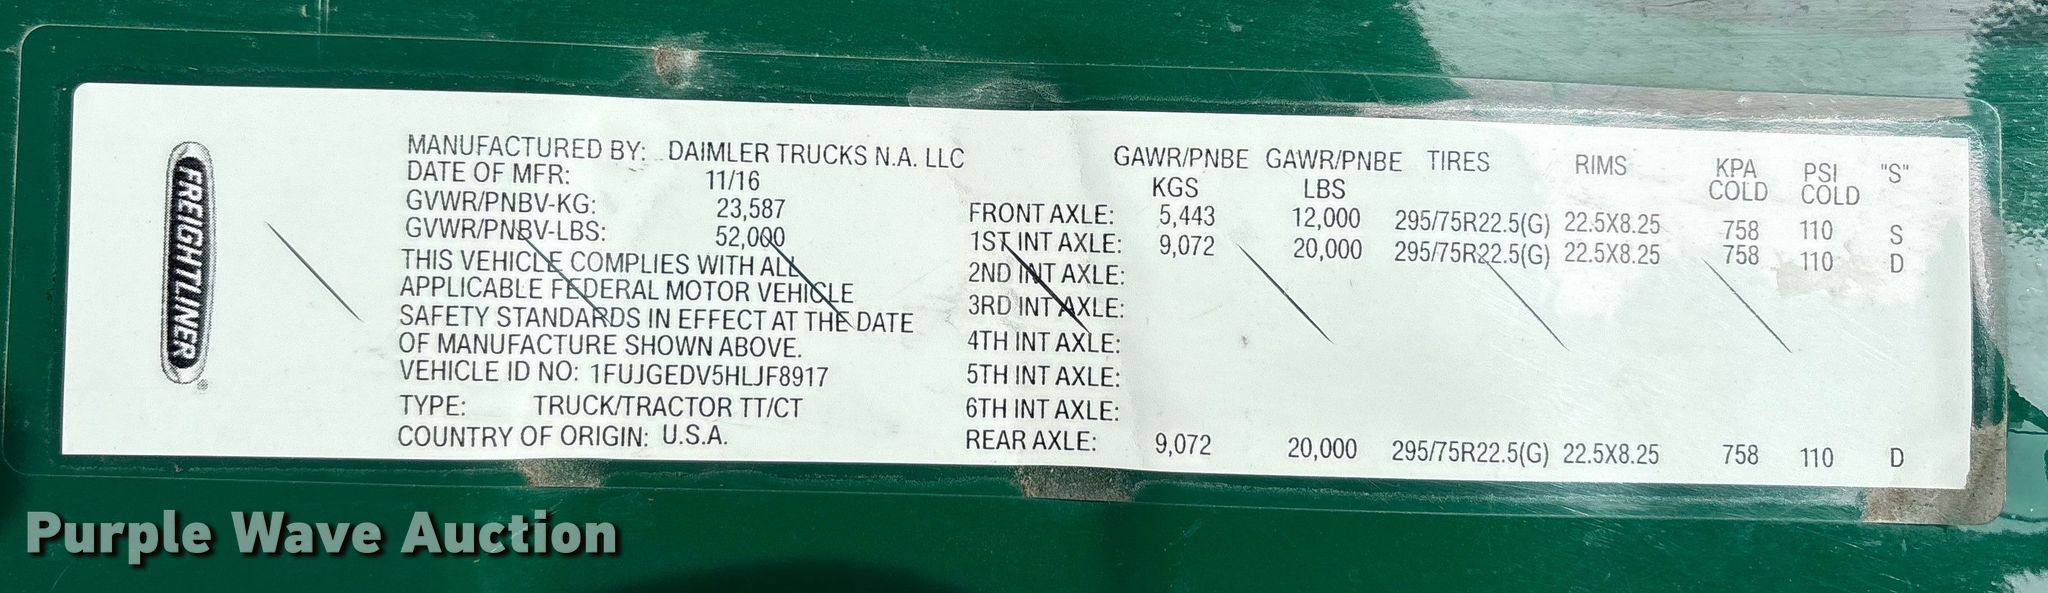 FREIGHTLINER
MANUFACTURED BY: DAIMLER TRUCKS N.A. LLC
DATE OF MFR: 11/16
GVWR/PNBV-KG: 23,587
GVWR/PNBV-LBS: 52,000
THIS VEHICLE COMPLIES WITH ALL
APPLICABLE FEDERAL MOTOR VEHICLE
SAFETY STANDARDS IN EFFECT AT THE DATE
OF MANUFACTURE SHOWN ABOVE.
VEHICLE ID NO: 1FUJGEDV5HLJF8917
TYPE: TRUCK/TRACTOR TT/CT
COUNTRY OF ORIGIN: U.S.A.
GAWR/PNBE GAWR/PNBE TIRES RIMS KPA PSI "S"
KGS LBS COLD COLD
FRONT AXLE: 5,443 12,000 295/75R22.5(G) 22.5X8.25 758 110 S
1ST INT AXLE: 9,072 20,000 295/75R22.5(G) 22.5X8.25 758 110 D
2ND INT AXLE:
3RD INT AXLE:
4TH INT AXLE:
5TH INT AXLE:
6TH INT AXLE:
REAR AXLE: 9,072 20,000 295/75R22.5(G) 22.5X8.25 758 110 D
Purple Wave Auction